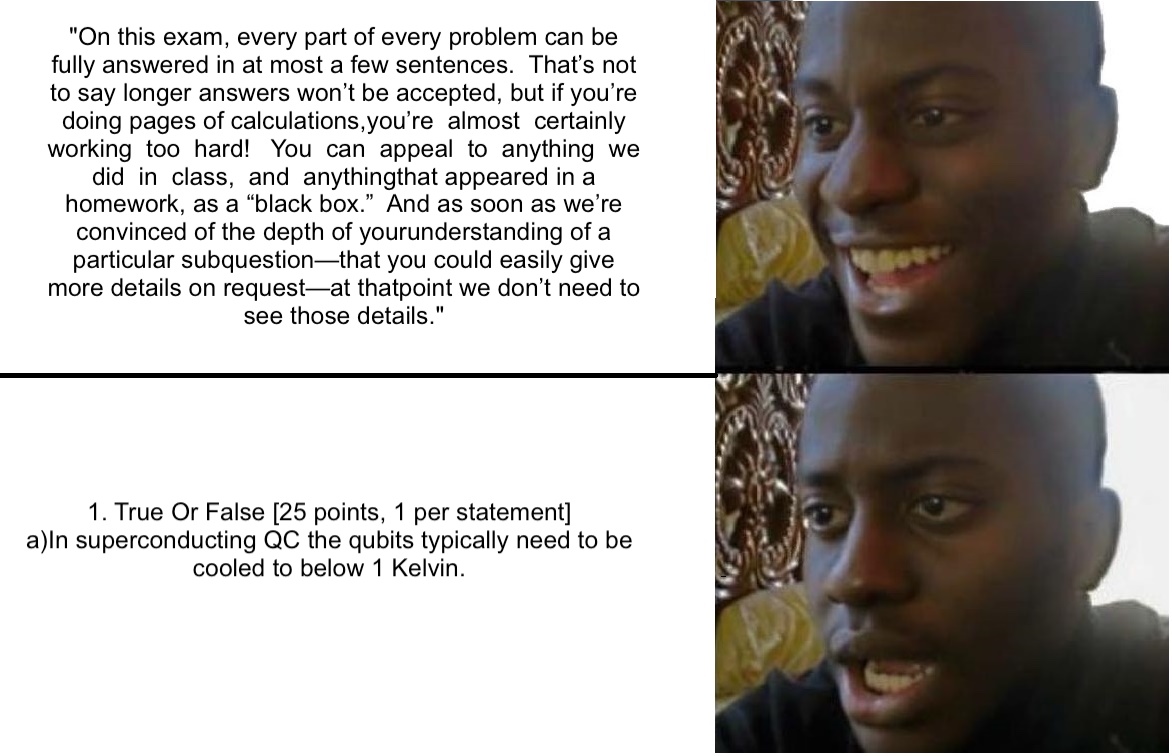 "On this exam, every part of every problem can be
fully answered in at most a few sentences.  That’s not
to say longer answers won’t be accepted, but if you’re
doing pages of calculations,you’re  almost  certainly
working  too  hard!   You  can  appeal  to  anything  we
did  in  class,  and  anythingthat appeared in a
homework, as a “black box.”  And as soon as we’re
convinced of the depth of yourunderstanding of a
particular subquestion—that you could easily give
more details on request—at thatpoint we don’t need to
see those details."
1. True Or False [25 points, 1 per statement]
a)In superconducting QC the qubits typically need to be
cooled to below 1 Kelvin.